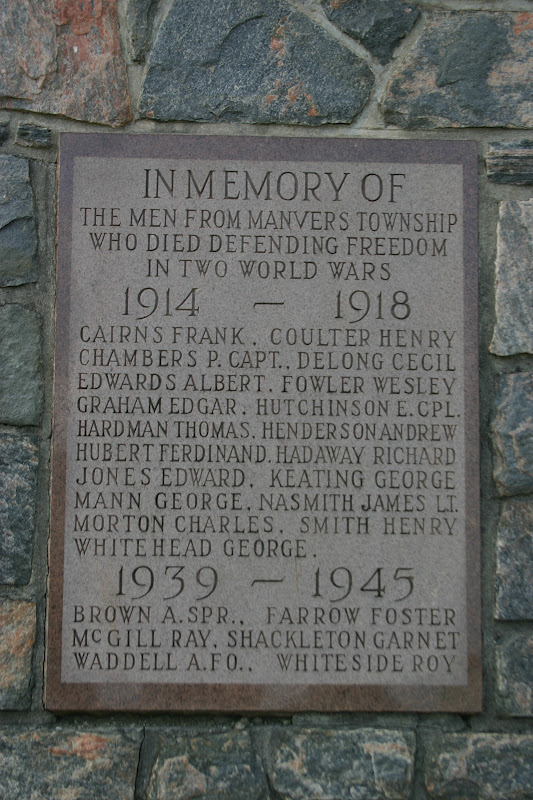 IN MEMORY OF
THE MEN FROM MANVERS TOWNSHIP
WHO DIED DEFENDING FREEDOM
IN TWO WORLD WARS
1914 — 1918
CAIRNS FRANK. COULTER HENRY
CHAMBERS P. CAPT., DELONG CECIL
EDWARDS ALBERT. FOWLER WESLEY
GRAHAM EDGAR. HUTCHINSON E. CPL.
HARDMAN THOMAS. HENDERSON ANDREW
HUBERT FERDINAND. HADAWAY RICHARD
JONES EDWARD. KEATING GEORGE
MANN GEORGE. NASMITH JAMES LT.
MORTON CHARLES. SMITH HENRY
WHITEHEAD GEORGE.
1939 — 1945
BROWN A. SPR., FARROW FOSTER
MCGILL RAY, SHACKLETON GARNET
WADDELL A. FO., WHITESIDE ROY